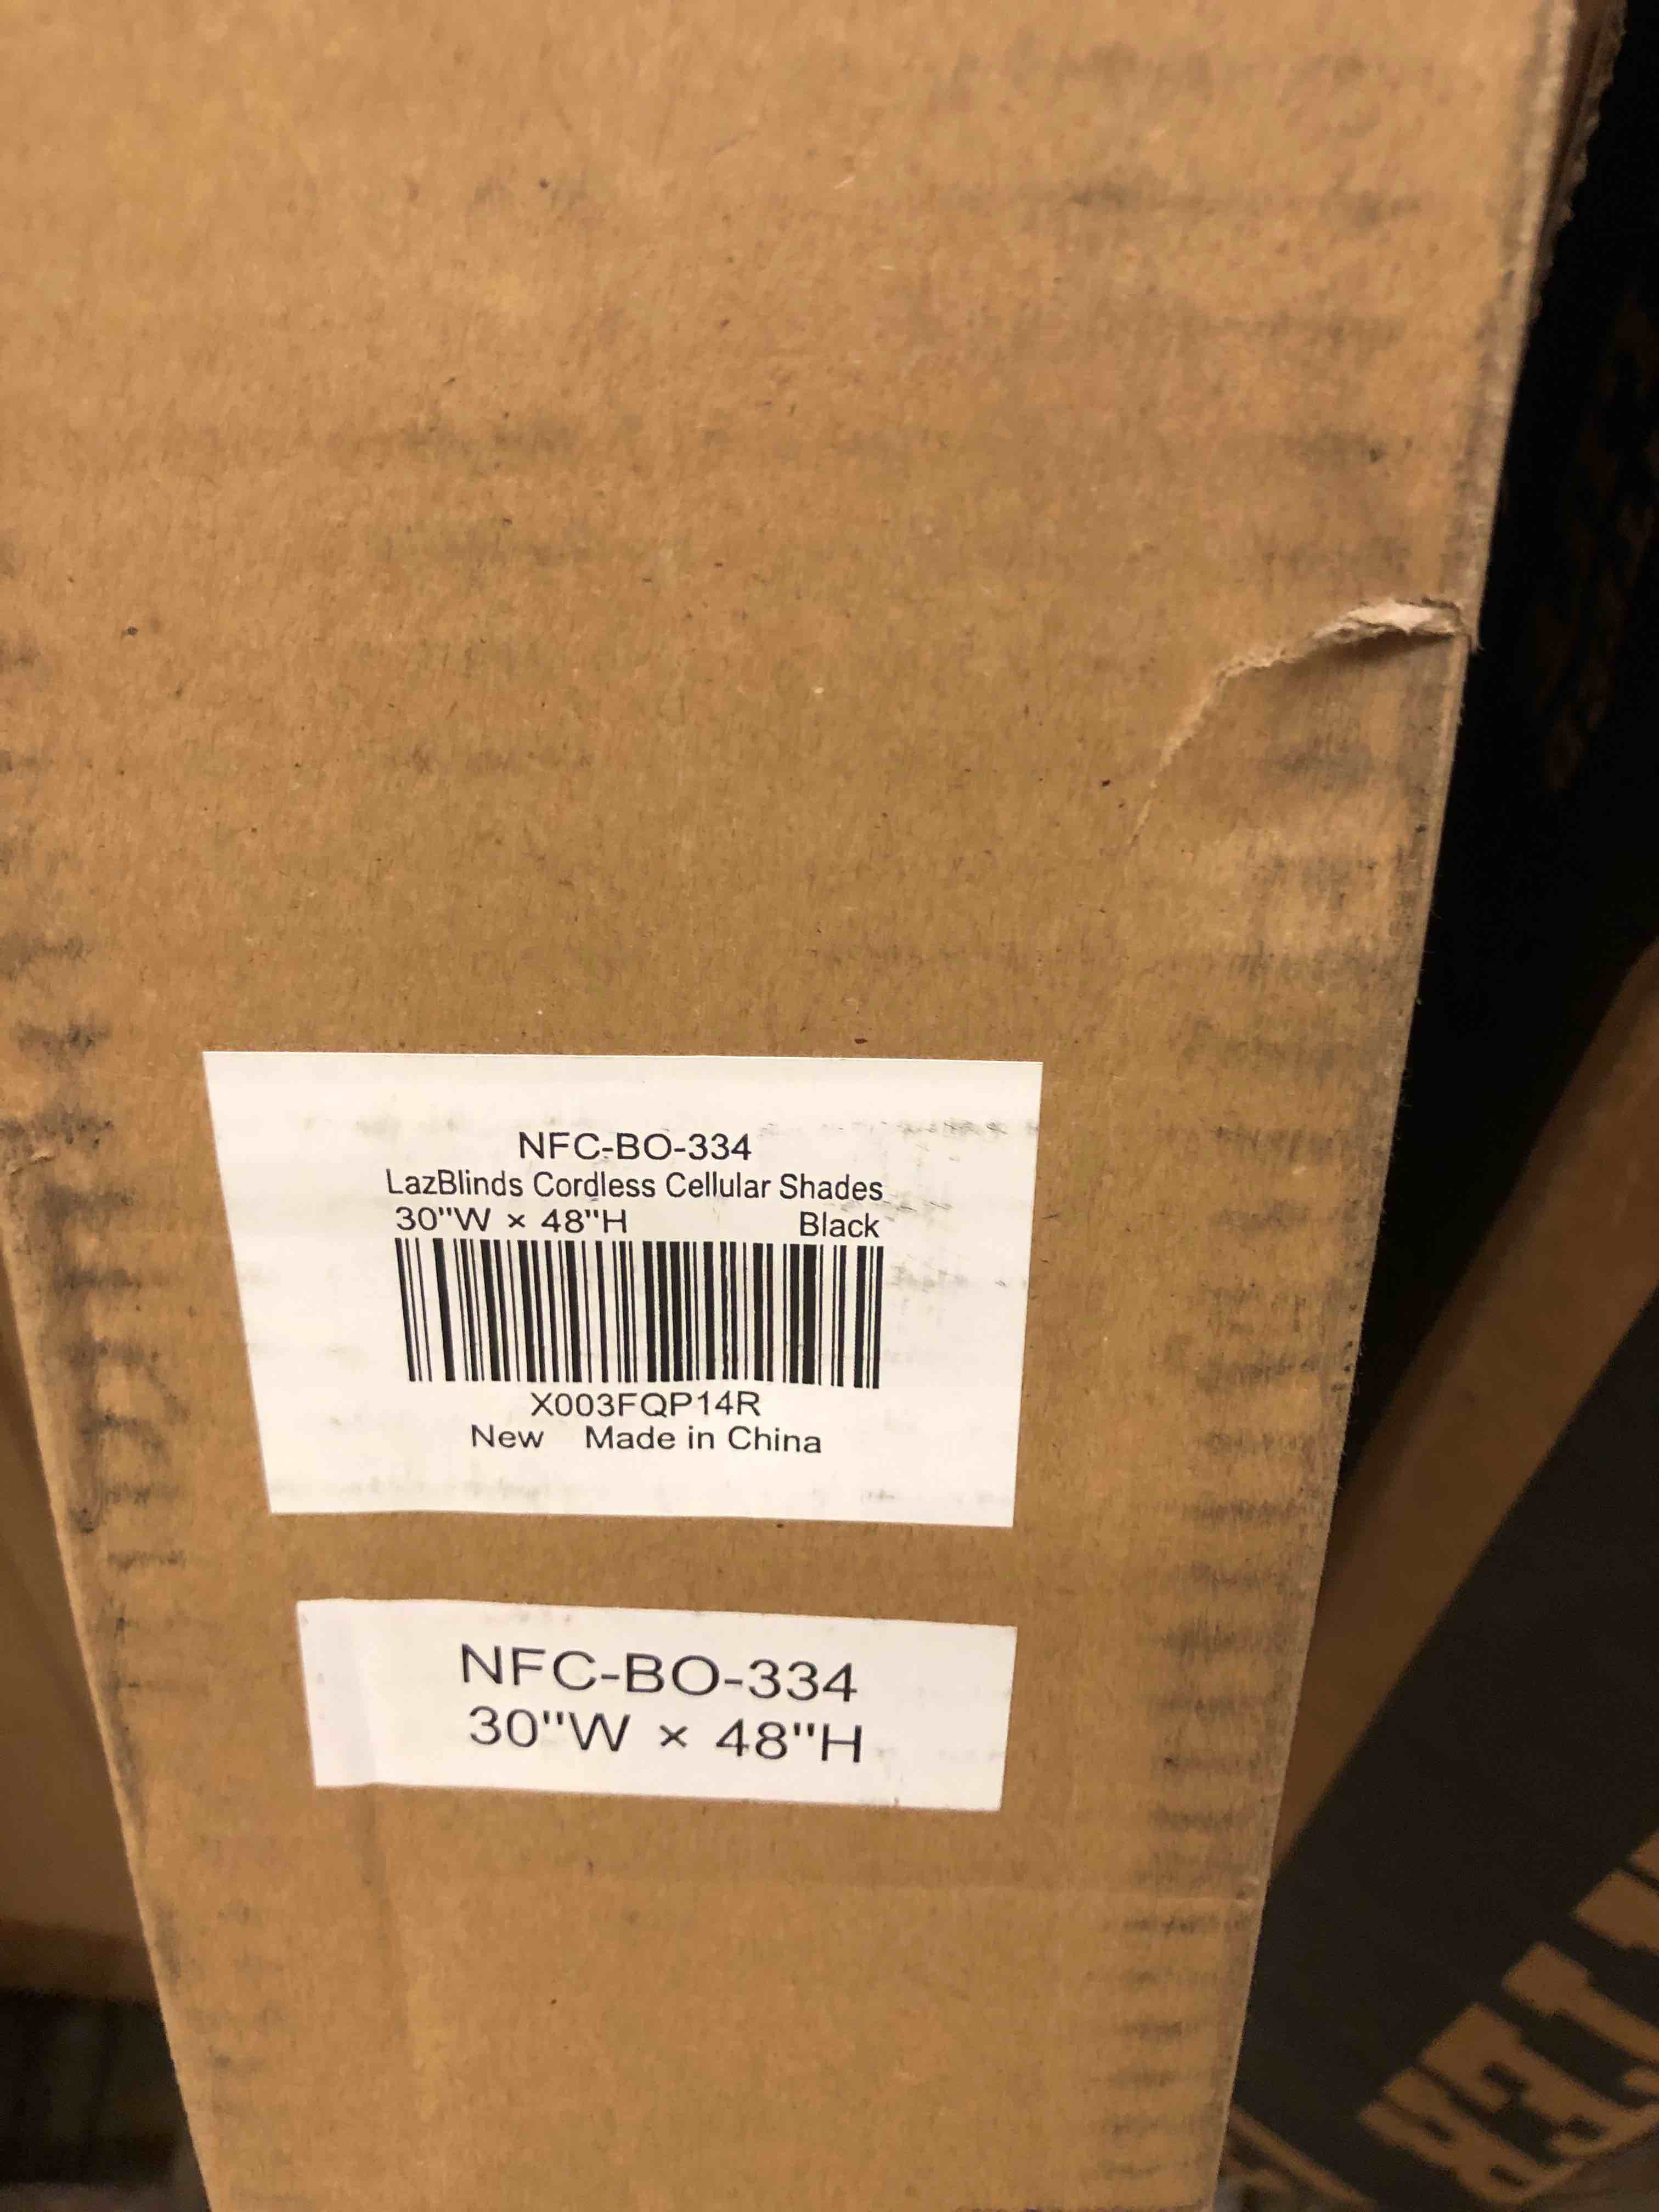 NFC-BO-334
LazBlinds Cordless Cellular Shades
30"W × 48"H Black
X003FQP14R
New Made in China
NFC-BO-334
30"W × 48"H